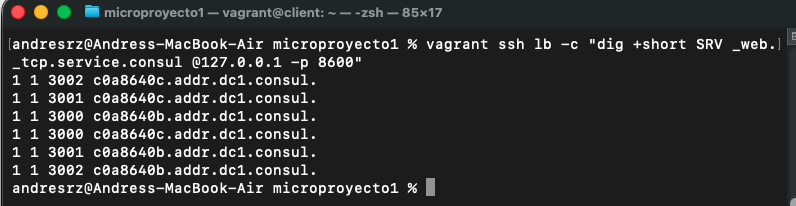 microproyecto1 — vagrant@client: ~ — -zsh — 85×17
[andresrz@Andress-MacBook-Air microproyecto1 % vagrant ssh lb -c "dig +short SRV _web.]
_tcp.service.consul @127.0.0.1 -p 8600"
1 1 3002 c0a8640c.addr.dc1.consul.
1 1 3001 c0a8640c.addr.dc1.consul.
1 1 3000 c0a8640b.addr.dc1.consul.
1 1 3000 c0a8640c.addr.dc1.consul.
1 1 3001 c0a8640b.addr.dc1.consul.
1 1 3002 c0a8640b.addr.dc1.consul.
andresrz@Andress-MacBook-Air microproyecto1 %